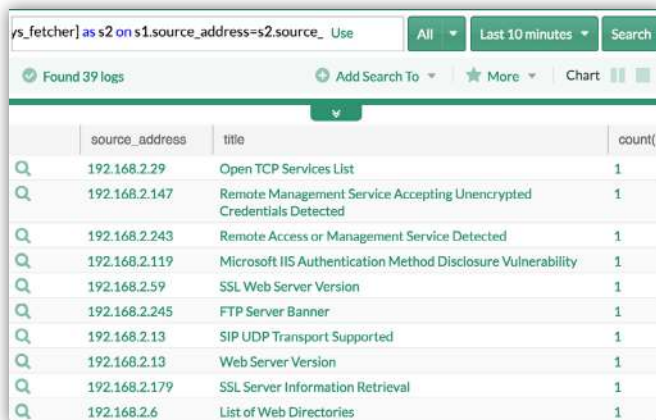 ys_fetcher] as s2 on s1.source_address=s2.source_ Use All Last 10 minutes Search
Found 39 logs Add Search To More Chart
source_address title count(
192.168.2.29 Open TCP Services List 1
192.168.2.147 Remote Management Service Accepting Unencrypted 1
Credentials Detected
192.168.2.243 Remote Access or Management Service Detected 1
192.168.2.119 Microsoft IIS Authentication Method Disclosure Vulnerability 1
192.168.2.59 SSL Web Server Version 1
192.168.2.245 FTP Server Banner 1
192.168.2.13 SIP UDP Transport Supported 1
192.168.2.13 Web Server Version 1
192.168.2.179 SSL Server Information Retrieval 1
192.168.2.6 List of Web Directories 1